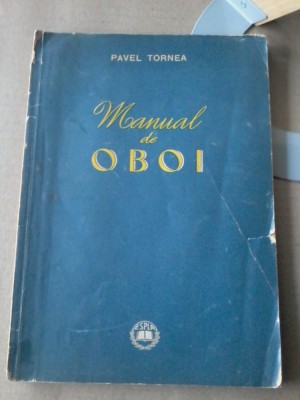 PAVEL TORNEA
Manual
de
OBOI
ESPLA